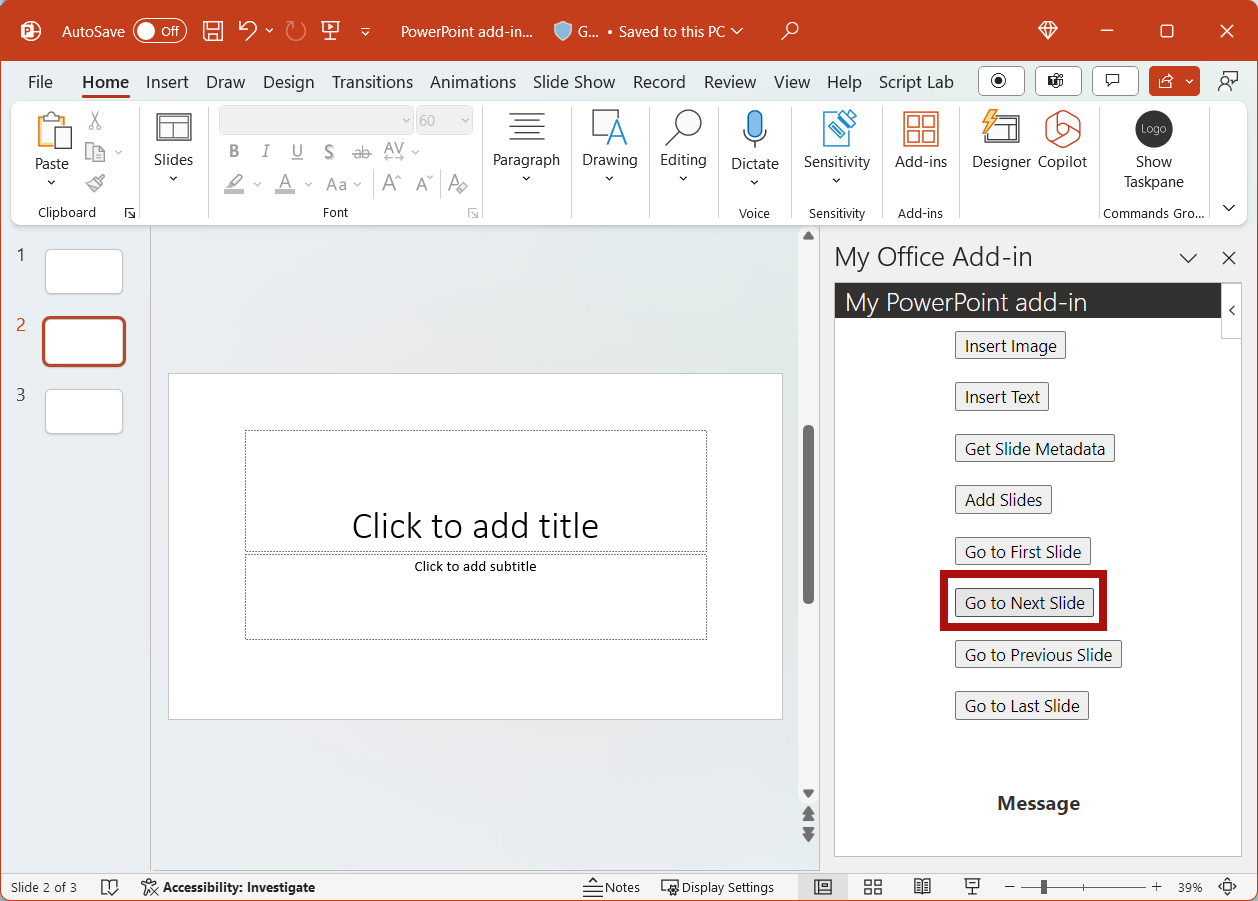 AutoSave Off PowerPoint add-in... G... • Saved to this PC
File Home Insert Draw Design Transitions Animations Slide Show Record Review View Help Script Lab
60
Logo
Paste Slides B I U S ab AV Paragraph Drawing Editing Dictate Sensitivity Add-ins Designer Copilot Show Taskpane
A Aa A A A
Clipboard Font Voice Sensitivity Add-ins Commands Gro...
1
2
3
Click to add title
Click to add subtitle
My Office Add-in
My PowerPoint add-in
Insert Image
Insert Text
Get Slide Metadata
Add Slides
Go to First Slide
Go to Next Slide
Go to Previous Slide
Go to Last Slide
Message
Slide 2 of 3 Accessibility: Investigate Notes Display Settings 39%